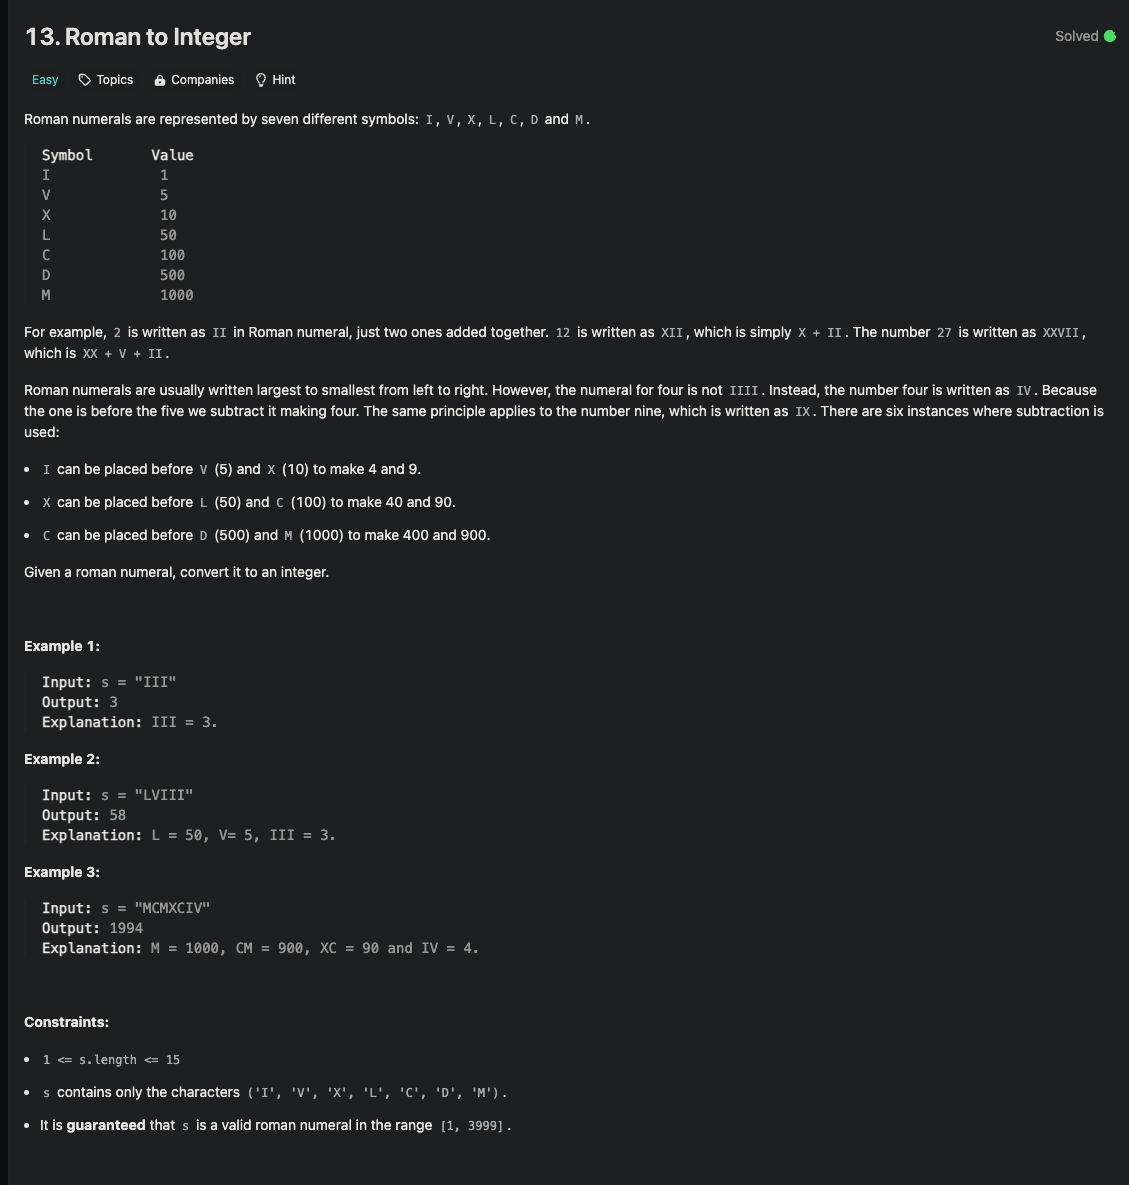 13. Roman to Integer
Solved
Easy Topics Companies Hint
Roman numerals are represented by seven different symbols: I, V, X, L, C, D and M.
Symbol Value
I 1
V 5
X 10
L 50
C 100
D 500
M 1000
For example, 2 is written as II in Roman numeral, just two ones added together. 12 is written as XII, which is simply X + II. The number 27 is written as XXVII,
which is XX + V + II.
Roman numerals are usually written largest to smallest from left to right. However, the numeral for four is not IIII. Instead, the number four is written as IV. Because
the one is before the five we subtract it making four. The same principle applies to the number nine, which is written as IX. There are six instances where subtraction is
used:
• I can be placed before V (5) and X (10) to make 4 and 9.
• X can be placed before L (50) and C (100) to make 40 and 90.
• C can be placed before D (500) and M (1000) to make 400 and 900.
Given a roman numeral, convert it to an integer.
Example 1:
Input: s = "III"
Output: 3
Explanation: III = 3.
Example 2:
Input: s = "LVIII"
Output: 58
Explanation: L = 50, V= 5, III = 3.
Example 3:
Input: s = "MCMXCIV"
Output: 1994
Explanation: M = 1000, CM = 900, XC = 90 and IV = 4.
Constraints:
• 1 <= s.length <= 15
• s contains only the characters ('I', 'V', 'X', 'L', 'C', 'D', 'M').
• It is guaranteed that s is a valid roman numeral in the range [1, 3999].